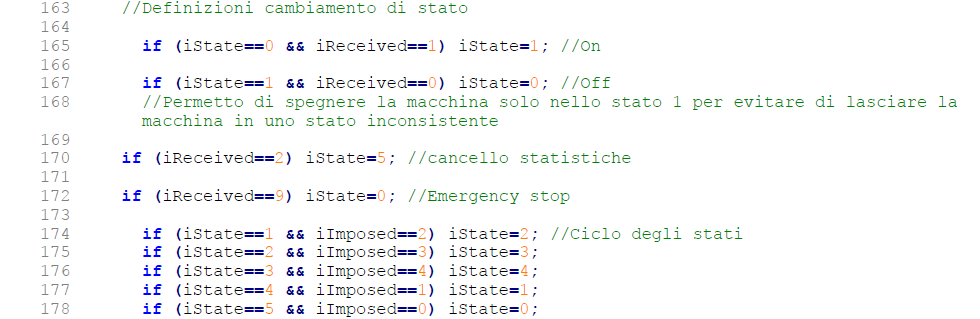 163 //Definizioni cambiamento di stato
164
165 if (iState==0 && iReceived==1) iState=1; //On
166
167 if (iState==1 && iReceived==0) iState=0; //Off
168 //Permetto di spegnere la macchina solo nello stato 1 per evitare di lasciare la
macchina in uno stato inconsistente
169
170 if (iReceived==2) iState=5; //cancello statistiche
171
172 if (iReceived==9) iState=0; //Emergency stop
173
174 if (iState==1 && iImposed==2) iState=2; //Ciclo degli stati
175 if (iState==2 && iImposed==3) iState=3;
176 if (iState==3 && iImposed==4) iState=4;
177 if (iState==4 && iImposed==1) iState=1;
178 if (iState==5 && iImposed==0) iState=0;